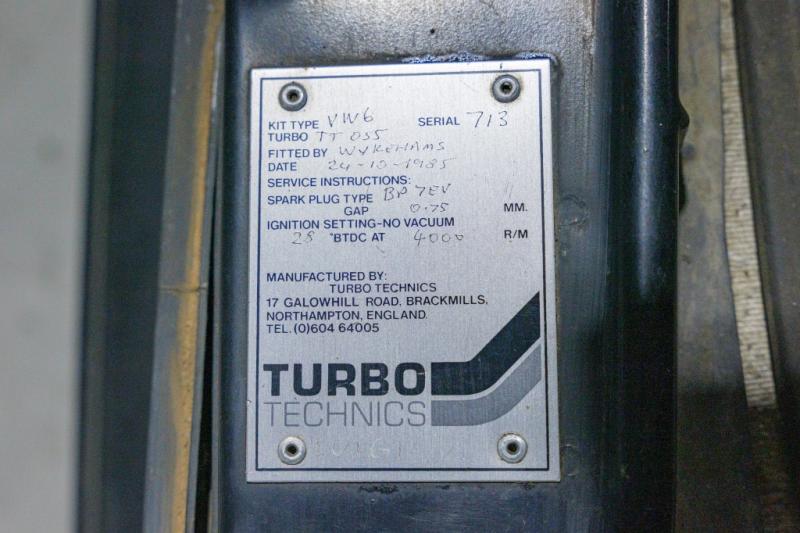 KIT TYPE VW6 SERIAL 713
TURBO TT 035
FITTED BY WYKEHAMS
DATE 24-10-1985
SERVICE INSTRUCTIONS:
SPARK PLUG TYPE BP 7EV
GAP 0.75 MM.
IGNITION SETTING-NO VACUUM
28 °BTDC AT 4000 R/M
MANUFACTURED BY:
TURBO TECHNICS
17 GALOWHILL ROAD, BRACKMILLS,
NORTHAMPTON, ENGLAND.
TEL. (0)604 64005
TURBO
TECHNICS